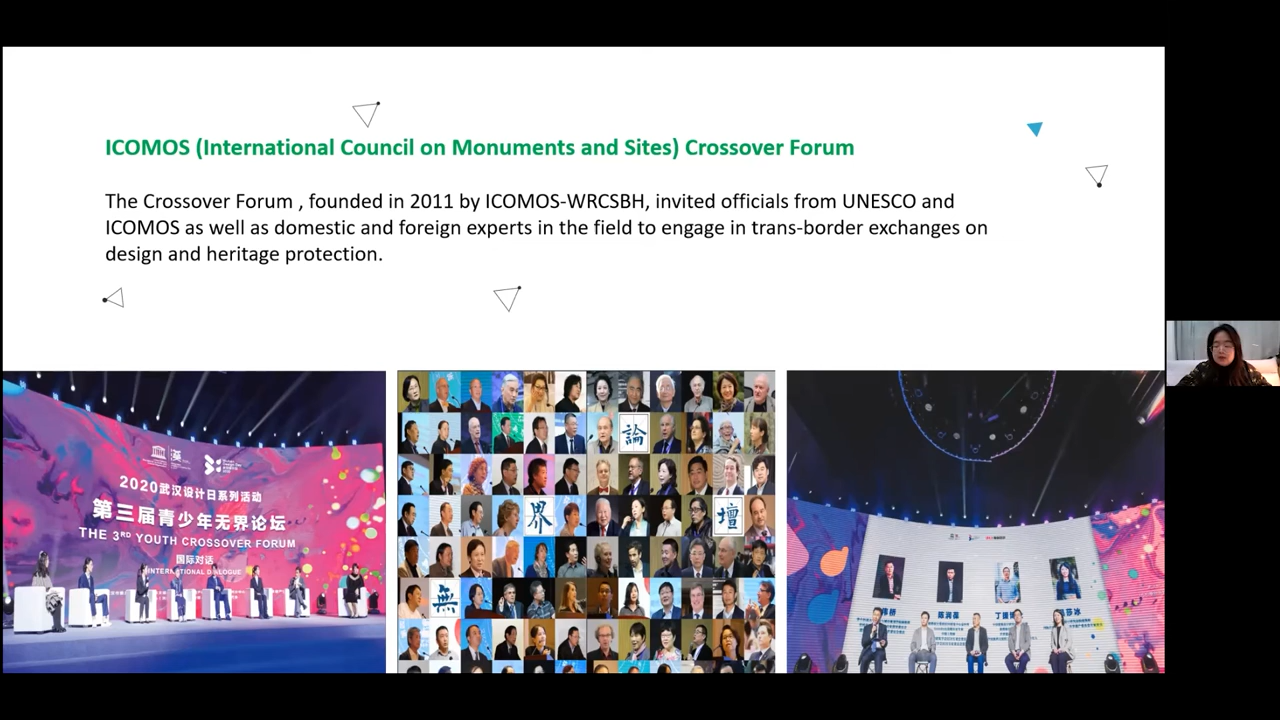 ICOMOS (International Council on Monuments and Sites) Crossover Forum
The Crossover Forum , founded in 2011 by ICOMOS-WRCSBH, invited officials from UNESCO and
ICOMOS as well as domestic and foreign experts in the field to engage in trans-border exchanges on
design and heritage protection.
2020武汉设计日系列活动
第三届青少年无界论坛
THE 3RD YOUTH CROSSOVER FORUM
国际对话
INTERNATIONAL DIALOGUE
論
界
壇
無